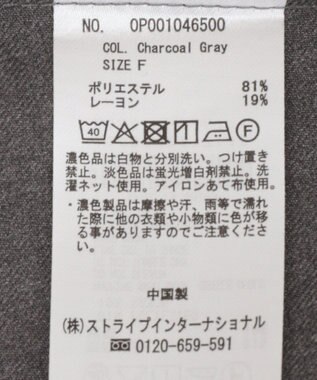 NO. OP001046500
COL. Charcoal Gray
SIZE F
ポリエステル 81%
レーヨン 19%
40 F
濃色品は白物と分別洗い。つけ置き
禁止。淡色品は蛍光増白剤禁止。洗
濯ネット使用。アイロンあて布使用。
・濃色製品は摩擦や汗、雨等で濡れ
た際に他の衣類や小物類に色が移
る事がありますのでご注意下さい。
中国製
(株)ストライプインターナショナル
0120-659-591